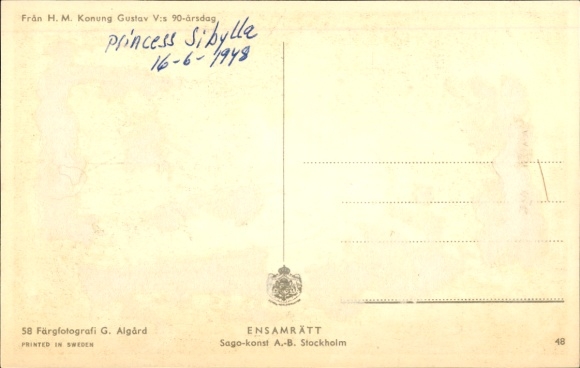 Från H. M. Konung Gustav V:s 90-årsdag
Princess Sibylla
16-6-1948
58 Färgfotografi G. Algård
PRINTED IN SWEDEN
ENSAMRÄTT
Sago-konst A.-B. Stockholm
48